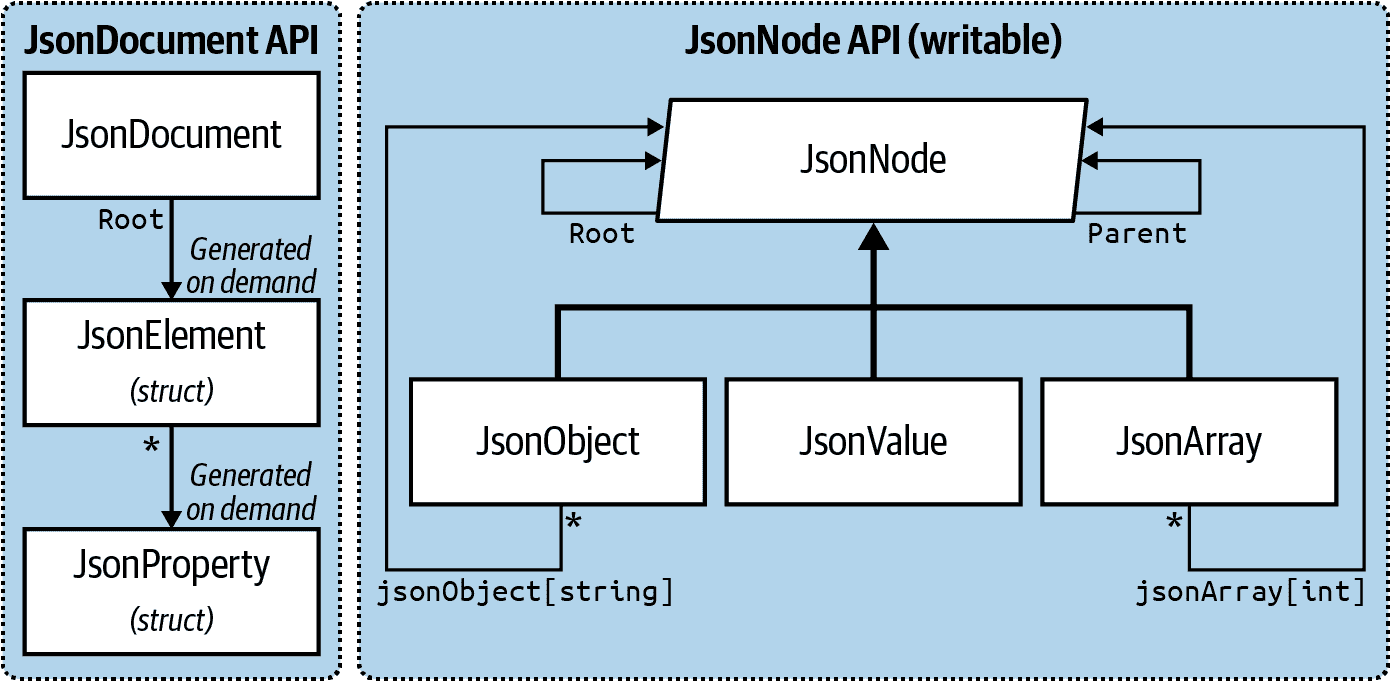 JsonDocument API
JsonDocument
Root
Generated
on demand
JsonElement
(struct)
*
Generated
on demand
JsonProperty
(struct)
JsonNode API (writable)
JsonNode
Root
Parent
JsonObject
JsonValue
JsonArray
*
*
jsonObject[string]
jsonArray[int]